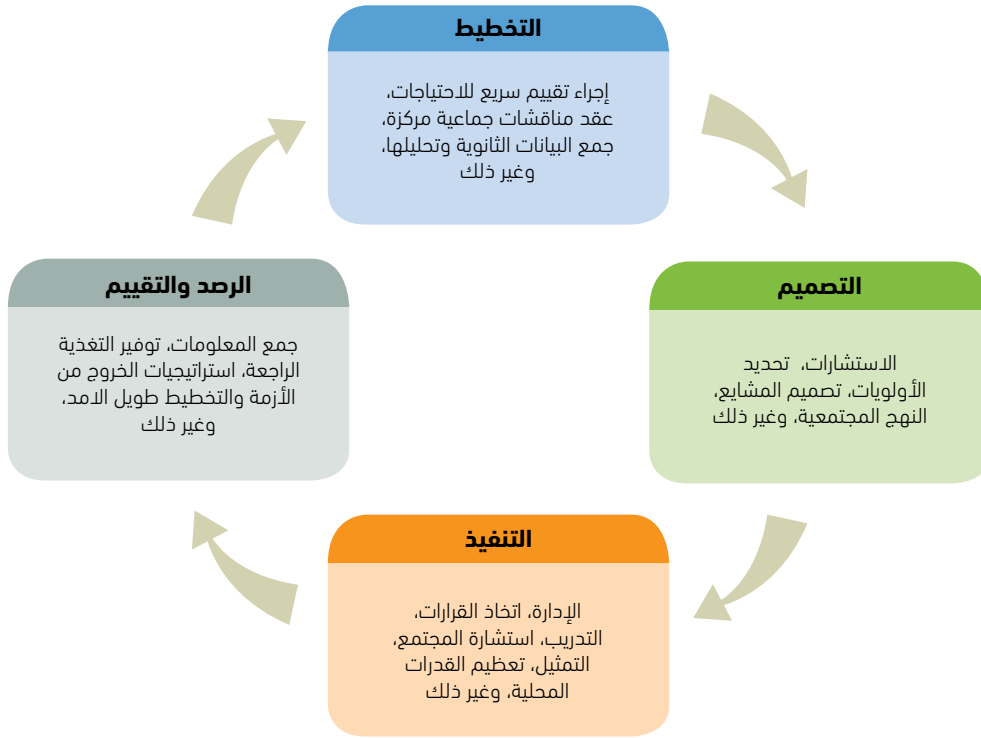 التخطيط
إجراء تقييم سريع للاحتياجات،
عقد مناقشات جماعية مركزة،
جمع البيانات الثانوية وتحليلها،
وغير ذلك
التصميم
الاستشارات، تحديد
الأولويات، تصميم المشايع،
النهج المجتمعية، وغير ذلك
التنفيذ
الإدارة، اتخاذ القرارات،
التدريب، استشارة المجتمع،
التمثيل، تعظيم القدرات
المحلية، وغير ذلك
الرصد والتقييم
جمع المعلومات، توفير التغذية
الراجعة، استراتيجيات الخروج من
الأزمة والتخطيط طويل الامد،
وغير ذلك